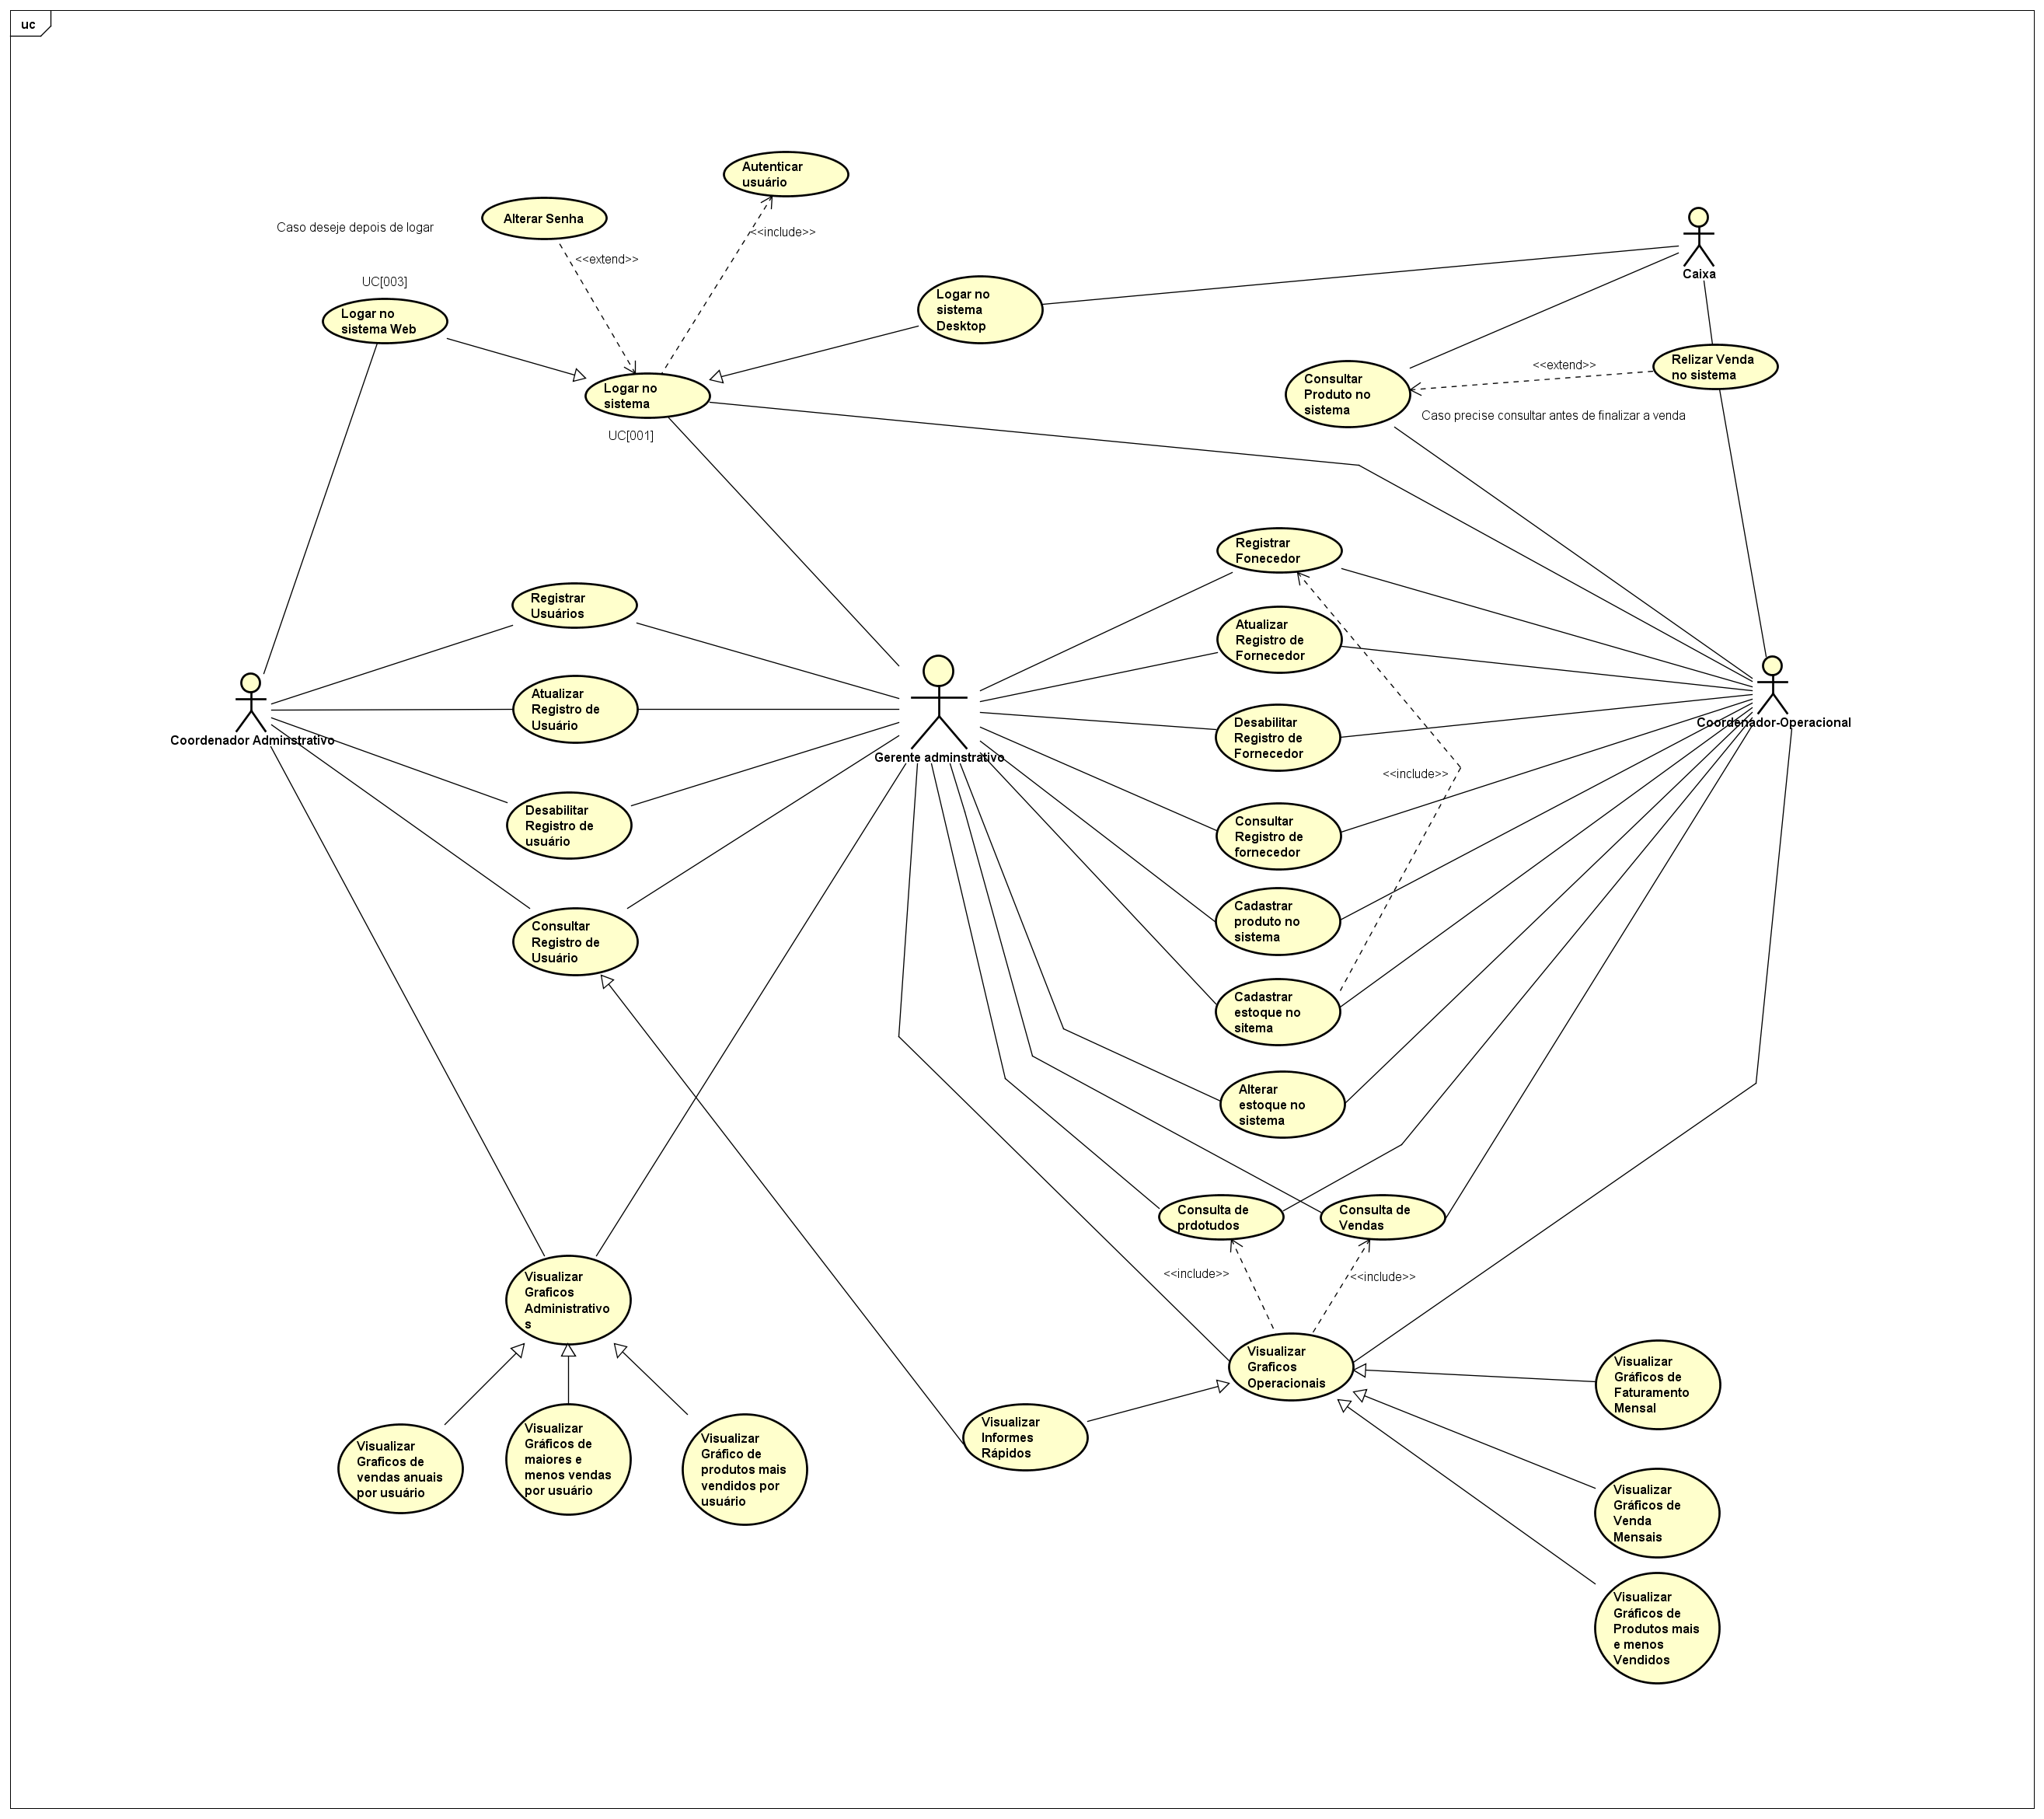 uc
Autenticar
usuário
Alterar Senha
Caso deseje depois de logar
<<include>>
<<extend>>
UC[003]
Logar no
sistema Web
Logar no
sistema
Desktop
Caixa
Logar no
sistema
UC[001]
Consultar
Produto no
sistema
<<extend>>
Relizar Venda
no sistema
Caso precise consultar antes de finalizar a venda
Registrar
Fonecedor
Registrar
Usuários
Atualizar
Registro de
Fornecedor
Atualizar
Registro de
Usuário
Coordenador Adminstrativo
Gerente adminstrativo
Desabilitar
Registro de
Fornecedor
Coordenador-Operacional
<<include>>
Desabilitar
Registro de
usuário
Consultar
Registro de
fornecedor
Consultar
Registro de
Usuário
Cadastrar
produto no
sistema
Cadastrar
estoque no
sitema
Alterar
estoque no
sistema
Consulta de
prdotudos
Consulta de
Vendas
<<include>>
<<include>>
Visualizar
Graficos
Administrativo
s
Visualizar
Graficos
Operacionais
Visualizar
Gráficos de
Faturamento
Mensal
Visualizar
Graficos de
vendas anuais
por usuário
Visualizar
Gráficos de
maiores e
menos vendas
por usuário
Visualizar
Gráfico de
produtos mais
vendidos por
usuário
Visualizar
Informes
Rápidos
Visualizar
Gráficos de
Venda
Mensais
Visualizar
Gráficos de
Produtos mais
e menos
Vendidos